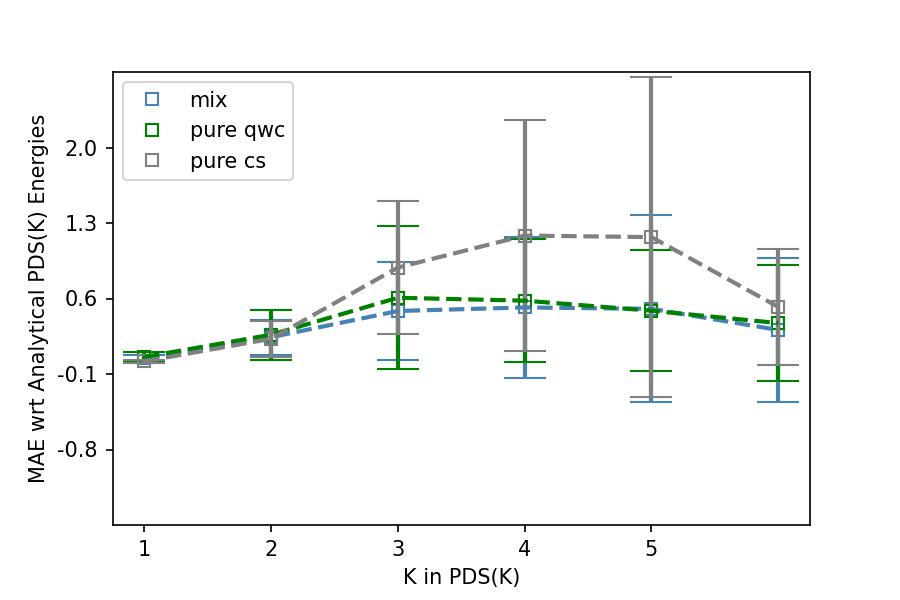 mix
pure qwc
pure cs
MAE wrt Analytical PDS(K) Energies
2.0
1.3
0.6
-0.1
-0.8
1 2 3 4 5
K in PDS(K)